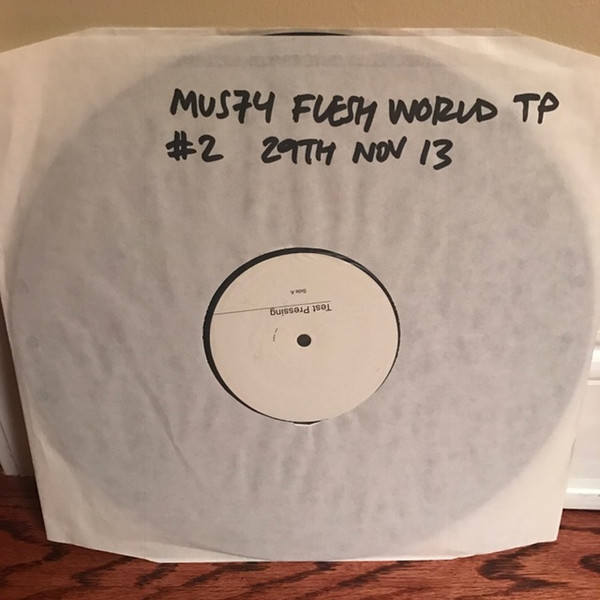 MUS74 FLESH WORLD TP
#2 29TH NOV 13
Test Pressing
Side A